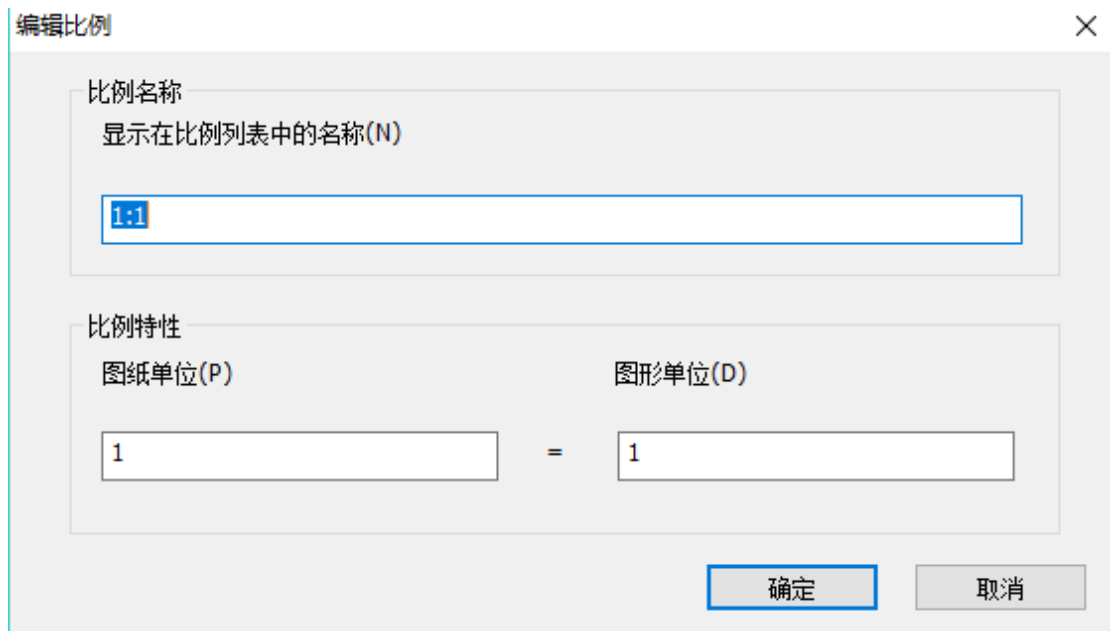 编辑比例
比例名称
显示在比例列表中的名称(N)
1:1
比例特性
图纸单位(P) 图形单位(D)
1 = 1
确定 取消